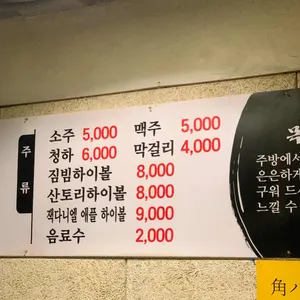 주류
소주 5,000 맥주 5,000
청하 6,000 막걸리 4,000
짐빔하이볼 8,000
산토리하이볼 8,000
잭다니엘 애플 하이볼 9,000
음료수 2,000
주방에서
은은하게
구워 드
느낄 수
角ハ